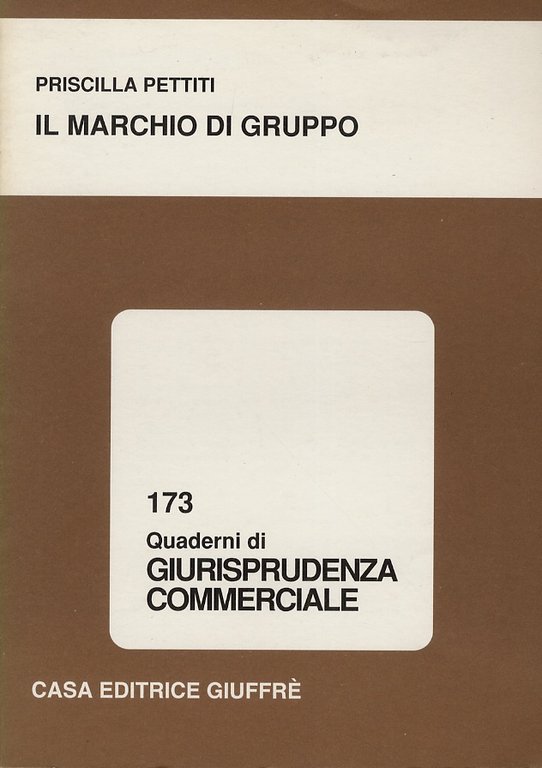 PRISCILLA PETTITI
IL MARCHIO DI GRUPPO
173
Quaderni di
GIURISPRUDENZA
COMMERCIALE
CASA EDITRICE GIUFFRÈ